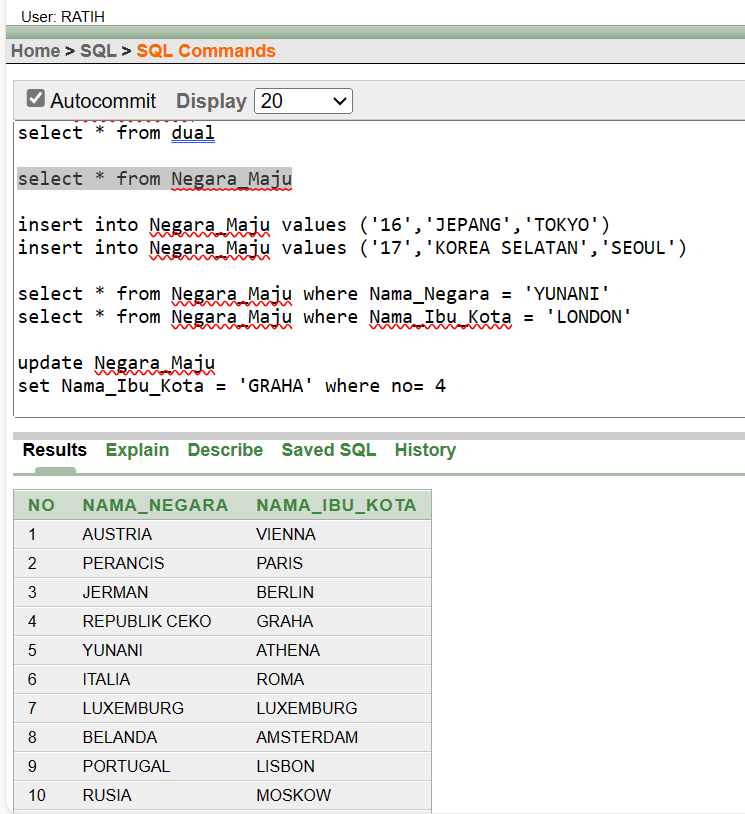 User: RATIH
Home > SQL > SQL Commands
Autocommit Display 20
select * from dual
select * from Negara_Maju
insert into Negara_Maju values ('16','JEPANG','TOKYO')
insert into Negara_Maju values ('17','KOREA SELATAN','SEOUL')
select * from Negara_Maju where Nama_Negara = 'YUNANI'
select * from Negara_Maju where Nama_Ibu_Kota = 'LONDON'
update Negara_Maju
set Nama_Ibu_Kota = 'GRAHA' where no= 4
Results Explain Describe Saved SQL History
NO NAMA_NEGARA NAMA_IBU_KOTA
1 AUSTRIA VIENNA
2 PERANCIS PARIS
3 JERMAN BERLIN
4 REPUBLIK CEKO GRAHA
5 YUNANI ATHENA
6 ITALIA ROMA
7 LUXEMBURG LUXEMBURG
8 BELANDA AMSTERDAM
9 PORTUGAL LISBON
10 RUSIA MOSKOW